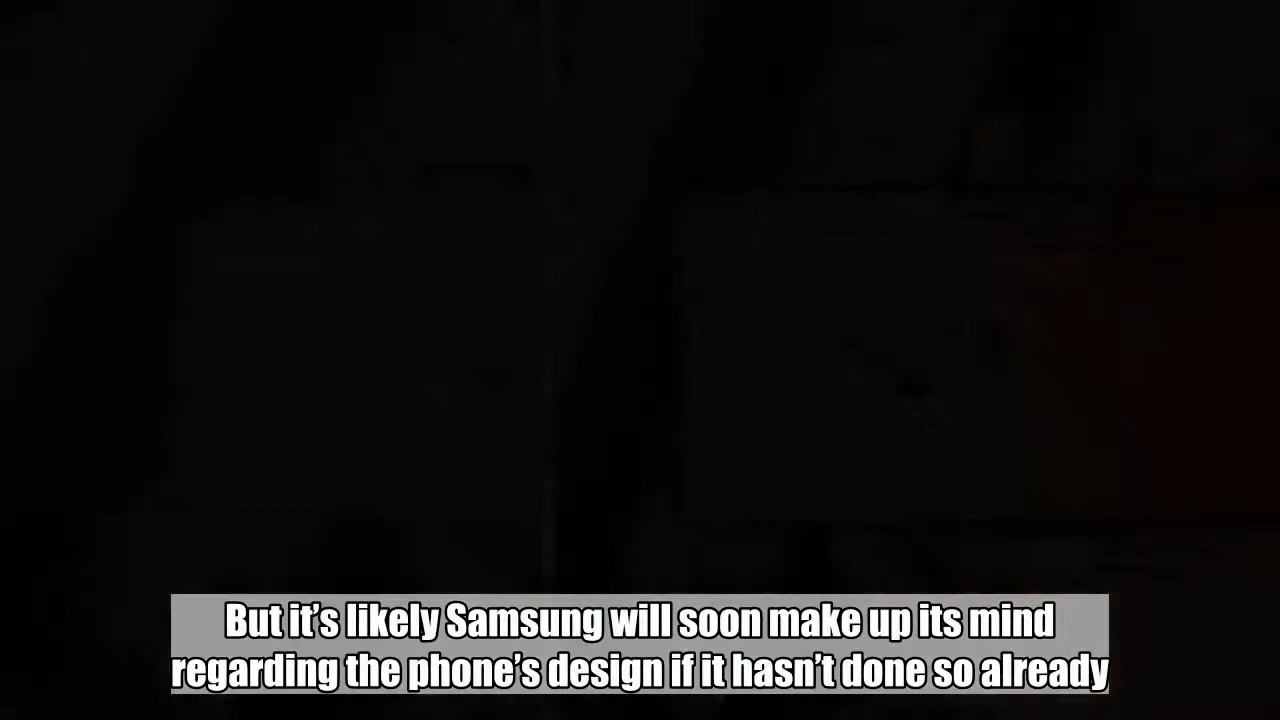 But it’s likely Samsung will soon make up its mind
regarding the phone’s design if it hasn’t done so already